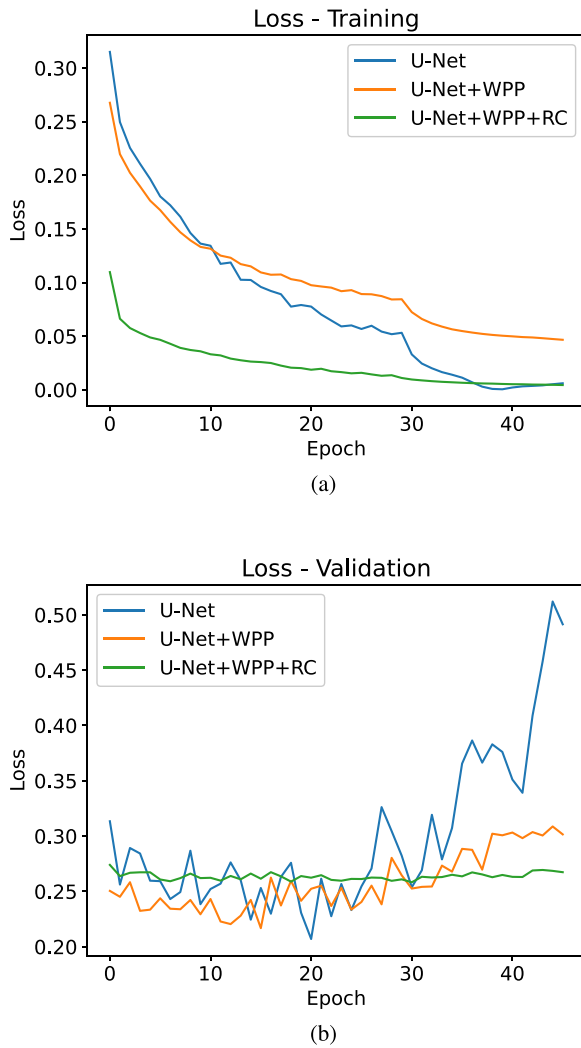 Loss - Training
0.30
0.25
0.20
0.15
0.10
0.05
0.00
Loss
U-Net
U-Net+WPP
U-Net+WPP+RC
0 10 20 30 40
Epoch
(a)
Loss - Validation
0.50
0.45
0.40
0.35
0.30
0.25
0.20
Loss
U-Net
U-Net+WPP
U-Net+WPP+RC
0 10 20 30 40
Epoch
(b)